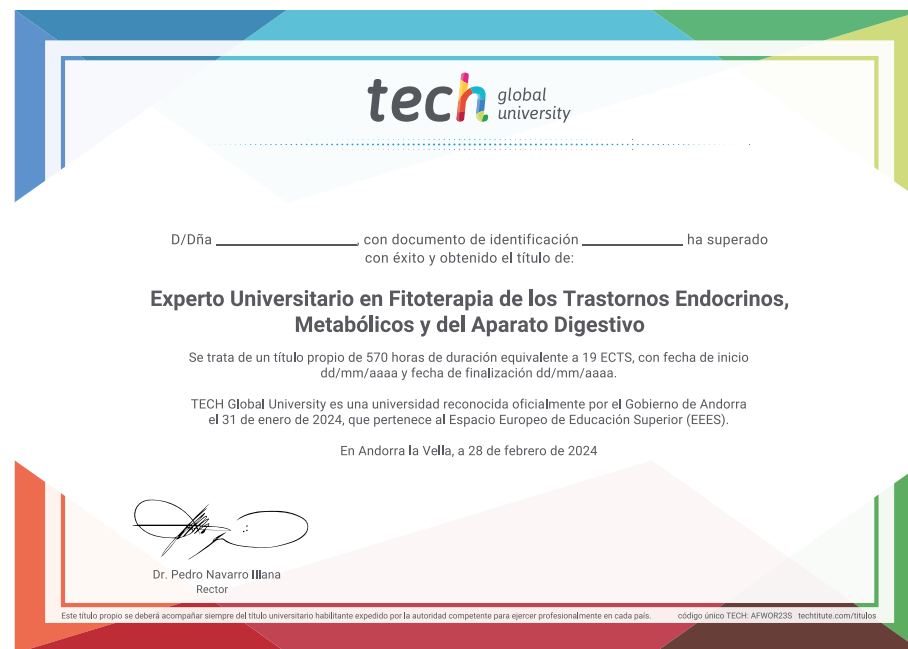 tech global university
D/Dña ____________________, con documento de identificación ______________ ha superado
con éxito y obtenido el título de:
Experto Universitario en Fitoterapia de los Trastornos Endocrinos,
Metabólicos y del Aparato Digestivo
Se trata de un título propio de 570 horas de duración equivalente a 19 ECTS, con fecha de inicio
dd/mm/aaaa y fecha de finalización dd/mm/aaaa.
TECH Global University es una universidad reconocida oficialmente por el Gobierno de Andorra
el 31 de enero de 2024, que pertenece al Espacio Europeo de Educación Superior (EEES).
En Andorra la Vella, a 28 de febrero de 2024
Dr. Pedro Navarro Illana
Rector
Este título propio se deberá acompañar siempre del título universitario habilitante expedido por la autoridad competente para ejercer profesionalmente en cada país. código único TECH: AFWOR23S techtitute.com/titulos